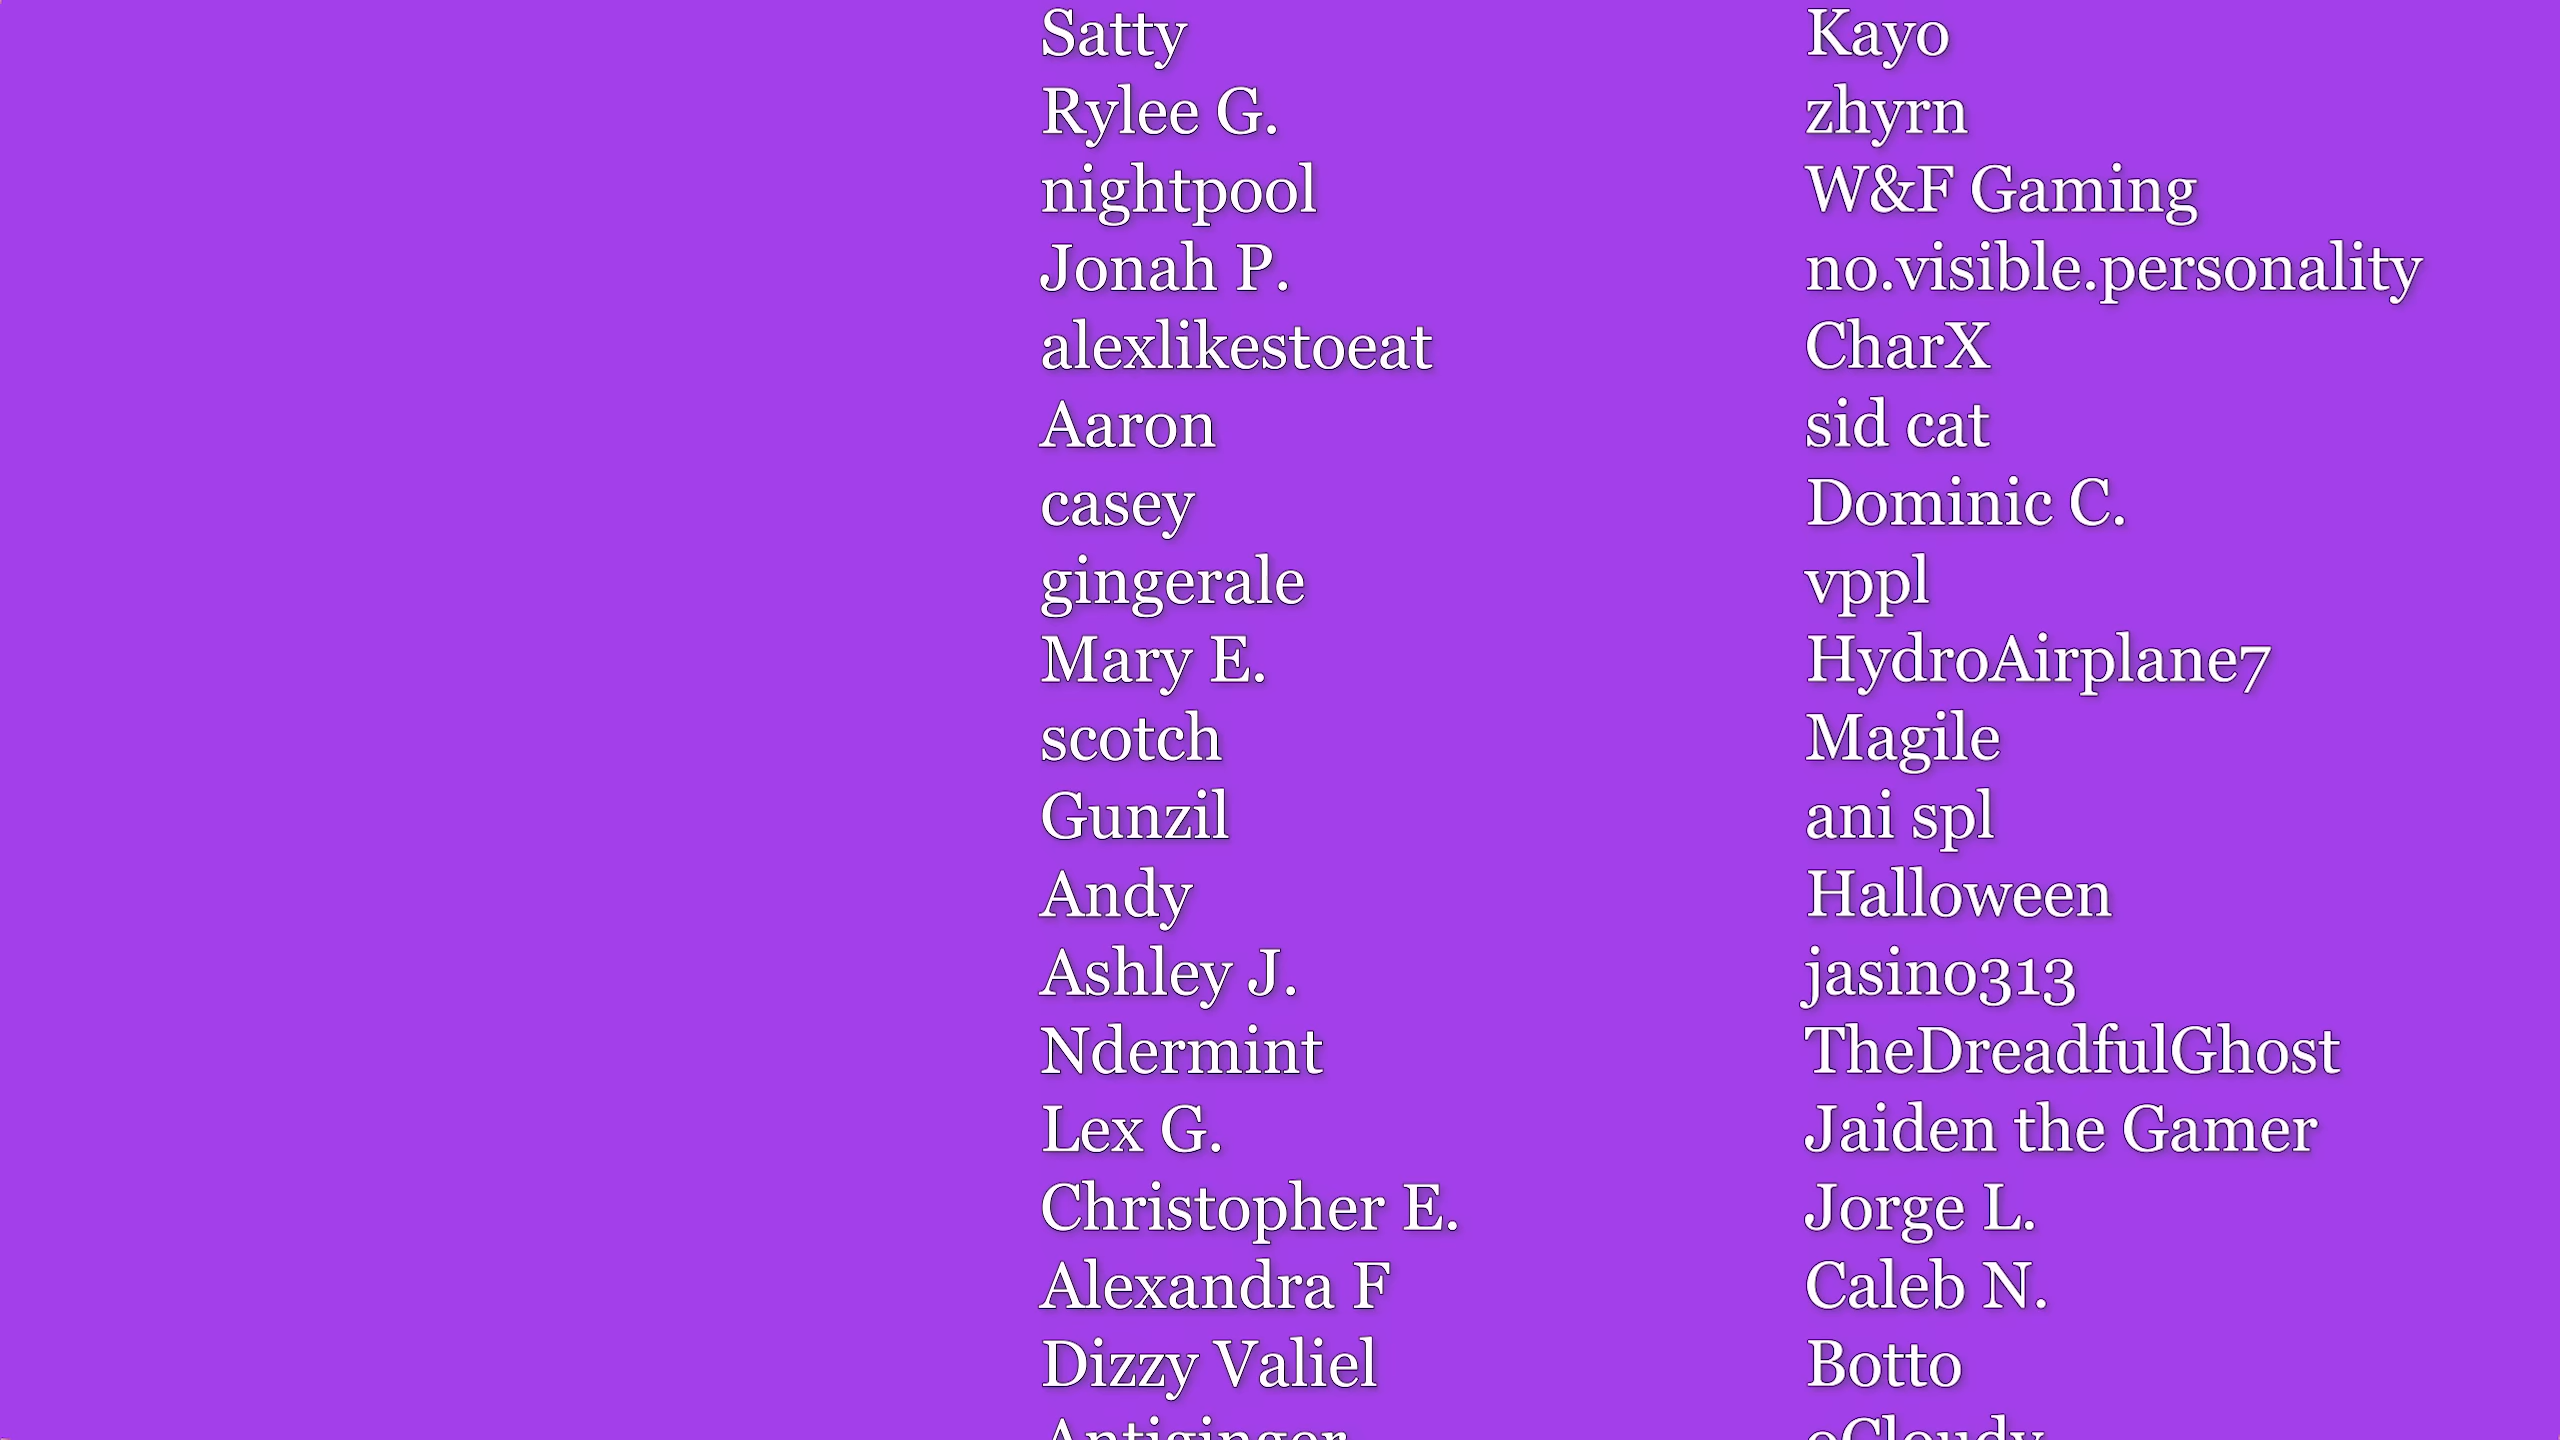 Satty
Rylee G.
nightpool
Jonah P.
alexlikestoeat
Aaron
casey
gingerale
Mary E.
scotch
Gunzil
Andy
Ashley J.
Ndermint
Lex G.
Christopher E.
Alexandra F
Dizzy Valiel
Antiginger
Kayo
zhyrn
W&F Gaming
no.visible.personality
CharX
sid cat
Dominic C.
vppl
HydroAirplane7
Magile
ani spl
Halloween
jasino313
TheDreadfulGhost
Jaiden the Gamer
Jorge L.
Caleb N.
Botto